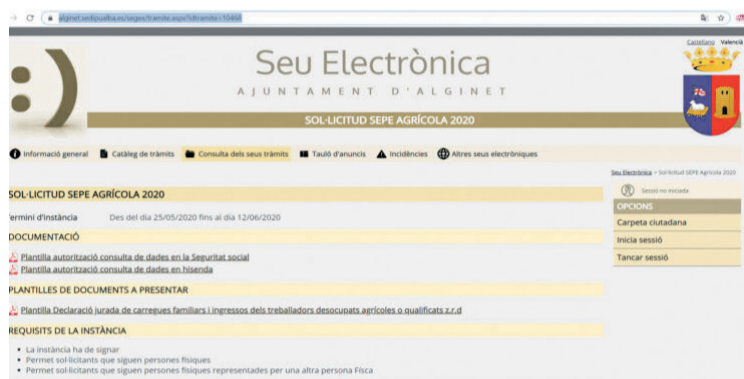 alginet.sedipualba.es/segex/tramite.aspx?idtramite=10460
Castellano Valencià
Seu Electrònica
AJUNTAMENT D'ALGINET
SOL·LICITUD SEPE AGRÍCOLA 2020
Informació general Catàleg de tràmits Consulta dels seus tràmits Tauló d'anuncis Incidències Altres seus electròniques
Seu Electrònica > Sol·licitud SEPE Agrícola 2020
Sessió no iniciada
OPCIONS
Carpeta ciutadana
Inicia sessió
Tancar sessió
SOL·LICITUD SEPE AGRÍCOLA 2020
Termini d'instància Des del dia 25/05/2020 fins al dia 12/06/2020
DOCUMENTACIÓ
Plantilla autorització consulta de dades en la Seguritat social
Plantilla autorització consulta de dades en hisenda
PLANTILLES DE DOCUMENTS A PRESENTAR
Plantilla Declaració jurada de carregues familiars i ingressos dels treballadors desocupats agrícoles o qualificats z.r.d
REQUISITS DE LA INSTÀNCIA
La instància ha de signar
Permet sol·licitants que siguen persones físiques
Permet sol·licitants que siguen persones físiques representades per una altra persona Físca